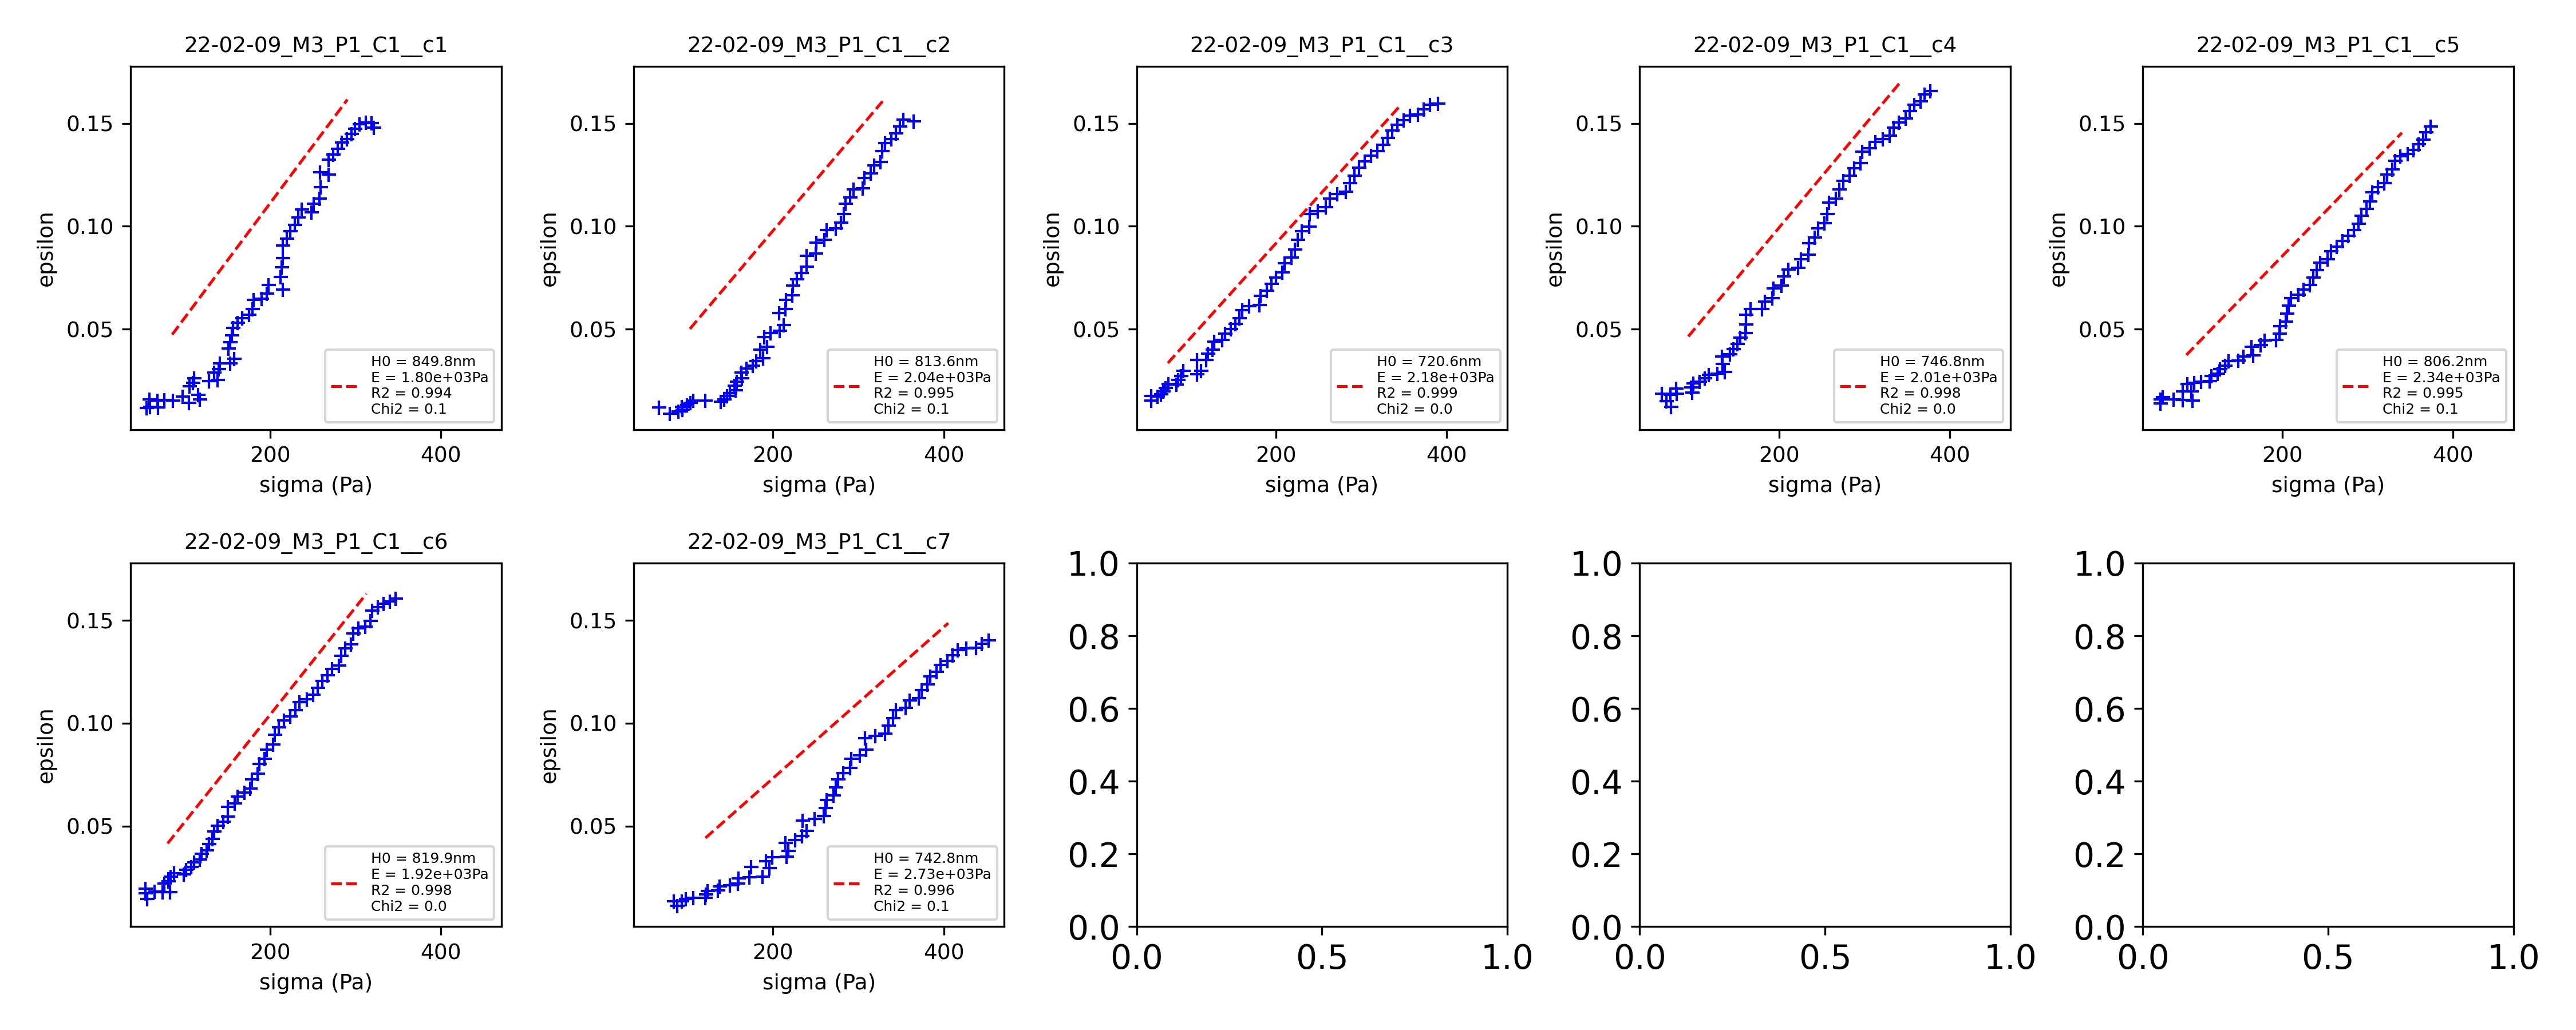 22-02-09_M3_P1_C1__c1
22-02-09_M3_P1_C1__c2
22-02-09_M3_P1_C1__c3
22-02-09_M3_P1_C1__c4
22-02-09_M3_P1_C1__c5
epsilon
0.15
0.10
0.05
H0 = 849.8nm
E = 1.80e+03Pa
R2 = 0.994
Chi2 = 0.1
200
400
sigma (Pa)
epsilon
0.15
0.10
0.05
H0 = 813.6nm
E = 2.04e+03Pa
R2 = 0.995
Chi2 = 0.1
200
400
sigma (Pa)
epsilon
0.15
0.10
0.05
H0 = 720.6nm
E = 2.18e+03Pa
R2 = 0.999
Chi2 = 0.0
200
400
sigma (Pa)
epsilon
0.15
0.10
0.05
H0 = 746.8nm
E = 2.01e+03Pa
R2 = 0.998
Chi2 = 0.0
200
400
sigma (Pa)
epsilon
0.15
0.10
0.05
H0 = 806.2nm
E = 2.34e+03Pa
R2 = 0.995
Chi2 = 0.1
200
400
sigma (Pa)
22-02-09_M3_P1_C1__c6
22-02-09_M3_P1_C1__c7
epsilon
0.15
0.10
0.05
H0 = 819.9nm
E = 1.92e+03Pa
R2 = 0.998
Chi2 = 0.0
200
400
sigma (Pa)
epsilon
0.15
0.10
0.05
H0 = 742.8nm
E = 2.73e+03Pa
R2 = 0.996
Chi2 = 0.1
200
400
sigma (Pa)
1.0
0.8
0.6
0.4
0.2
0.0
0.0
0.5
1.0
1.0
0.8
0.6
0.4
0.2
0.0
0.0
0.5
1.0
1.0
0.8
0.6
0.4
0.2
0.0
0.0
0.5
1.0